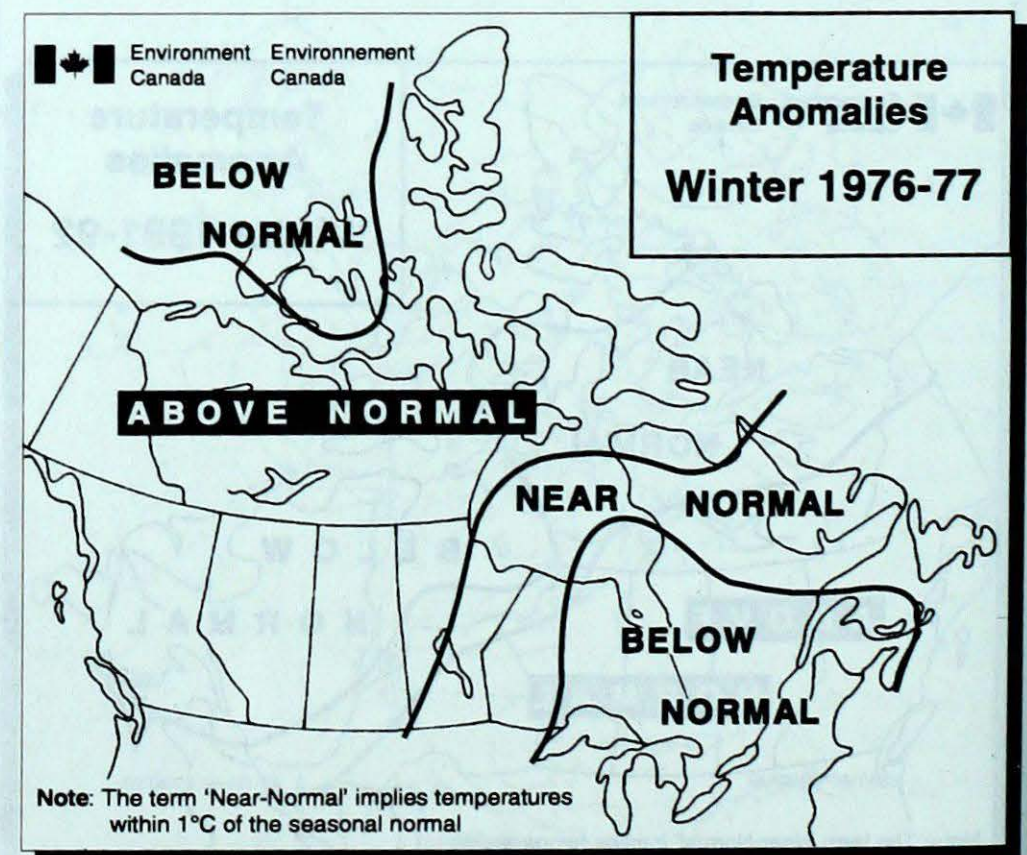 Environment Environnement
Canada Canada
Temperature
Anomalies
Winter 1976-77
BELOW
NORMAL
ABOVE NORMAL
NEAR NORMAL
BELOW
NORMAL
Note: The term 'Near-Normal' implies temperatures
within 1°C of the seasonal normal